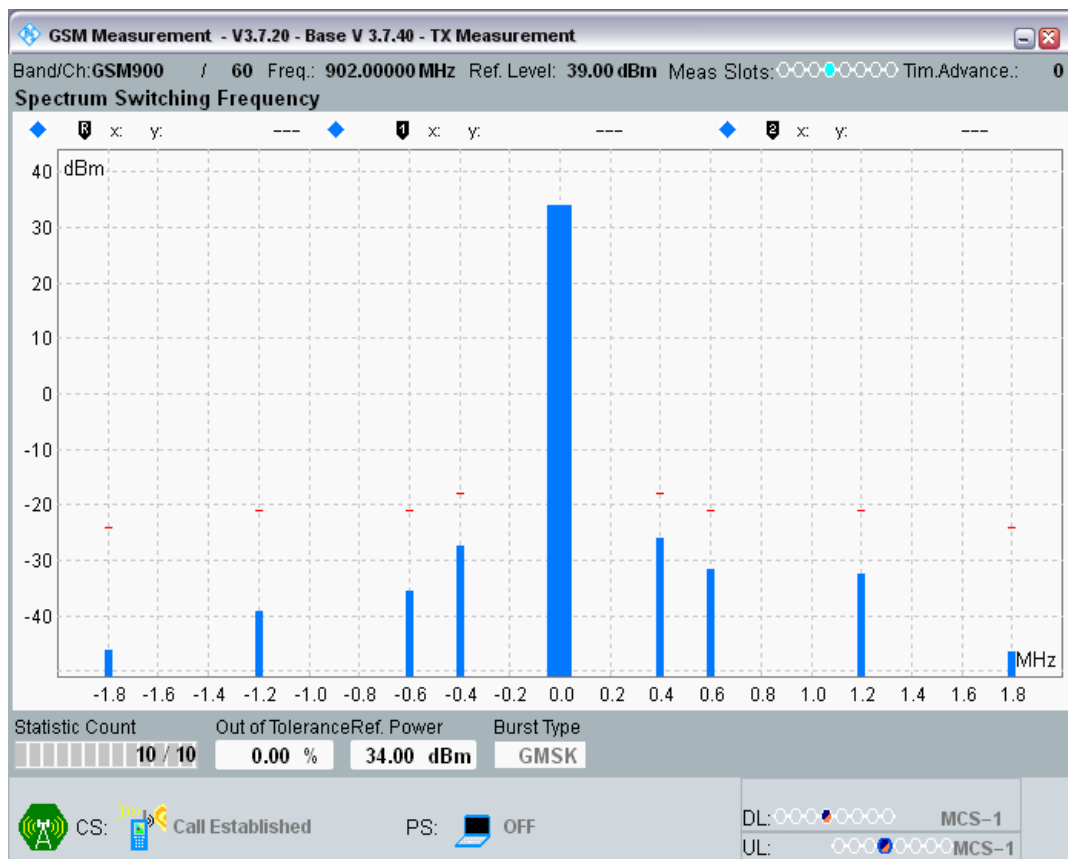 GSM Measurement - V3.7.20 - Base V 3.7.40 - TX Measurement
Band/Ch:GSM900 / 60 Freq.: 902.00000 MHz Ref. Level: 39.00 dBm Meas Slots: Tim.Advance.: 0
Spectrum Switching Frequency
R x: y: --- 1 x: y: --- 2 x: y: ---
dBm
40
30
20
10
0
-10
-20
-30
-40
MHz
-1.8 -1.6 -1.4 -1.2 -1.0 -0.8 -0.6 -0.4 -0.2 0.0 0.2 0.4 0.6 0.8 1.0 1.2 1.4 1.6 1.8
Statistic Count Out of Tolerance Ref. Power Burst Type
10 / 10 0.00 % 34.00 dBm GMSK
CS: Call Established PS: OFF
DL: MCS-1
UL: MCS-1